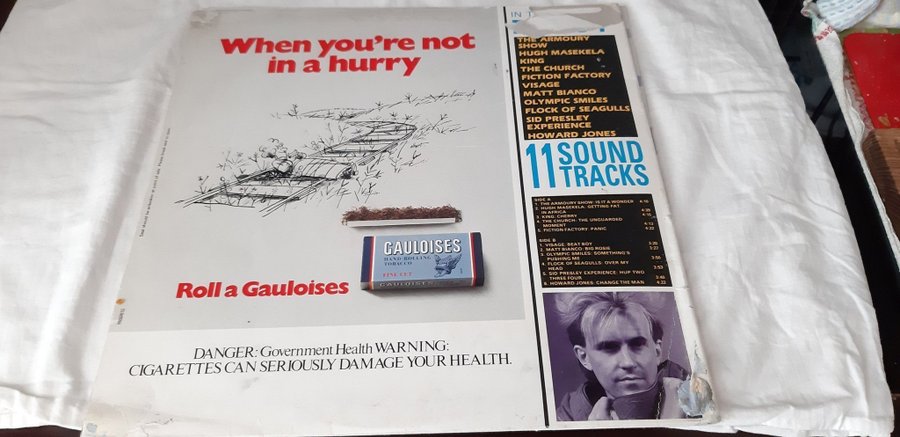 When you're not
in a hurry
GAULOISES
HAND ROLLING
TOBACCO
FINE CUT
GAULOISES
Roll a Gauloises
DANGER: Government Health WARNING:
CIGARETTES CAN SERIOUSLY DAMAGE YOUR HEALTH.
IN
THE ARMOURY
SHOW
HUGH MASEKELA
KING
THE CHURCH
FICTION FACTORY
VISAGE
MATT BIANCO
OLYMPIC SMILES
FLOCK OF SEAGULLS
SID PRESLEY
EXPERIENCE
HOWARD JONES
11 SOUND
TRACKS
SIDE A
1. THE ARMOURY SHOW: IS IT A WONDER
2. HUGH MASEKELA: GETTING FAT
IN AFRICA
3. KING: CHERRY
4. THE CHURCH: THE UNGUARDED
MOMENT
5. FICTION FACTORY: PANIC 4:22
SIDE B
1. VISAGE: BEAT BOY
2. MATT BIANCO: BIG ROSIE
3. OLYMPIC SMILES: SOMETHING'S
PUSHING ME
4. FLOCK OF SEAGULLS: OVER MY
HEAD
5. SID PRESLEY EXPERIENCE: HUP TWO
THREE FOUR
6. HOWARD JONES: CHANGE THE MAN 4:22